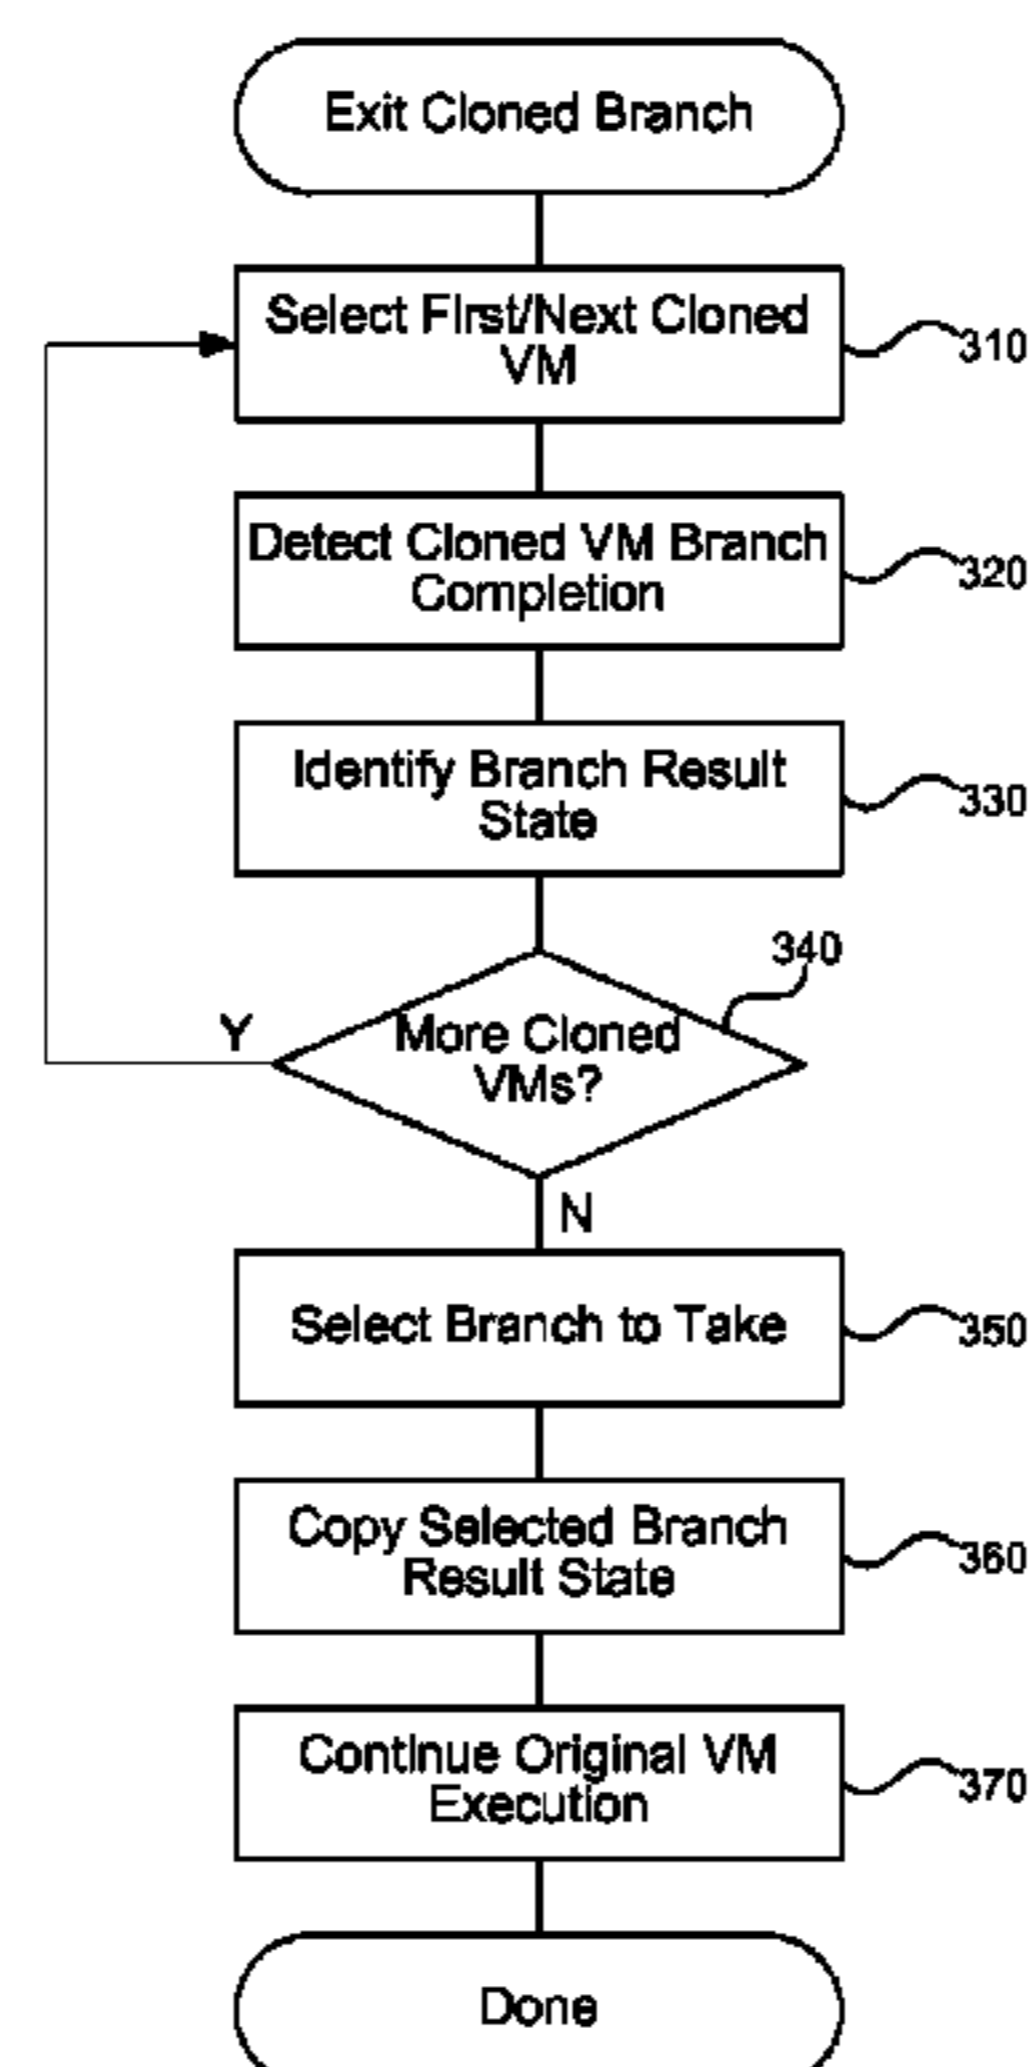 Exit Cloned Branch
Select First/Next Cloned
VM
310
Detect Cloned VM Branch
Completion
320
Identify Branch Result
State
330
340
More Cloned
VMs?
Y
N
Select Branch to Take
350
Copy Selected Branch
Result State
360
Continue Original VM
Execution
370
Done